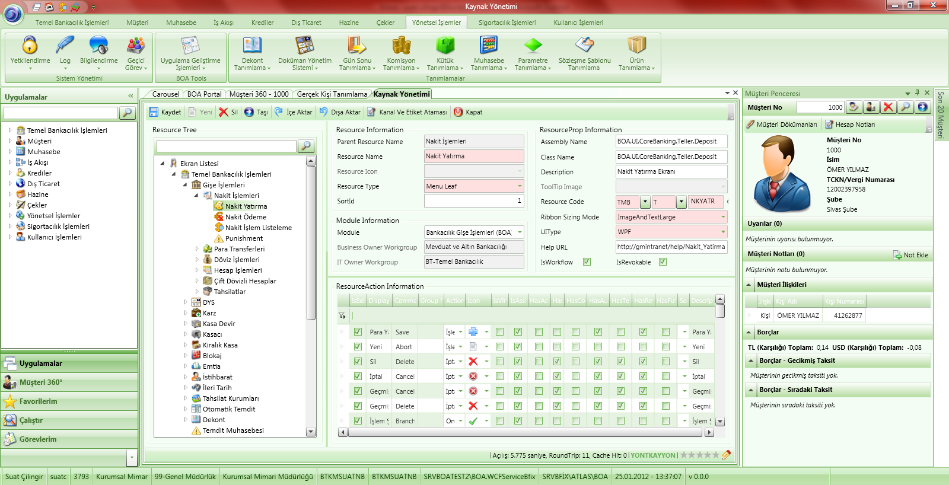 Kaynak Yönetimi
Temel Bankacılık İşlemleri Müşteri Muhasebe İş Akışı Krediler Dış Ticaret Hazine Çekler Yönetsel İşlemler Sigortacılık İşlemleri Kullanıcı İşlemleri
Yetkilendirme Log Bilgilendirme Geçici Görev
Sistem Yönetimi
Uygulama Geliştirme İşlemleri
BOA Tools
Dekont Tanımlama Doküman Yönetim Sistemi Gün Sonu Tanımlama Komisyon Tanımlama Kütük Tanımlama Muhasebe Tanımlama Parametre Tanımlama Sözleşme Şablonu Tanımlama Ürün Tanımlama
Tanımlamalar
Uygulamalar
Temel Bankacılık İşlemleri
Müşteri
Muhasebe
İş Akışı
Krediler
Dış Ticaret
Hazine
Çekler
Yönetsel İşlemler
Sigortacılık İşlemleri
Kullanıcı İşlemleri
Uygulamalar
Müşteri 360°
Favorilerim
Çalıştır
Görevlerim
Carousel BOA Portal Müşteri 360 - 1000 Gerçek Kişi Tanımlama Kaynak Yönetimi
Kaydet Yeni Sil Taşı İçe Aktar Dışa Aktar Kanal Ve Etiket Ataması Kapat
Resource Tree
Ekran Listesi
Temel Bankacılık İşlemleri
Gişe İşlemleri
Nakit İşlemleri
Nakit Yatırma
Nakit Ödeme
Nakit İşlem Listeleme
Punishment
Para Transferleri
Döviz İşlemleri
Hesap İşlemleri
Çift Dövizli Hesaplar
Tahsilatlar
DYS
Karz
Kasa Devir
Kasacı
Kiralık Kasa
Blokaj
Emtia
İstihbarat
İleri Tarih
Tahsilat Kurumları
Otomatik Temdit
Dekont
Temdit Muhasebesi
Resource Information
Parent Resource Name Nakit İşlemleri
Resource Name Nakit Yatırma
Resource Icon
Resource Type Menu Leaf
SortId 1
Module Information
Module Bankacılık Gişe İşlemleri (BOA)
Business Owner Workgroup Mevduat ve Altın Bankacılığı
IT Owner Workgroup BT-Temel Bankacılık
ResourceProp Information
Assembly Name BOA.UI.CoreBanking.Teller.Deposit
Class Name BOA.UI.CoreBanking.Teller.Deposit
Description Nakit Yatırma Ekranı
ToolTip Image
Resource Code TMB T NKYATR
Ribbon Sizing Mode ImageAndTextLarge
UIType WPF
Help URL http://gmintranet/help/Nakit_Yatirma
IsWorkflow IsRevokable
ResourceAction Information
Para Y Save İşle Para Y
Yeni Abort İşle Yeni
Sil Delete İpt Sil
İptal Cancel İpt İptal
Geçmi Cancel İpt Geçmi
Geçmi Delete İpt Geçmi
İşlem Ş Branch On İşlem Ş
Açılış: 5.775 saniye, RoundTrip: 11, Cache Hit: 0 YONTKAYYON
Müşteri Penceresi
Müşteri No 1000
Müşteri Dökümanları Hesap Notları
Müşteri No
1000
İsim
ÖMER YILMAZ
TCKN/Vergi Numarası
12002397958
Şube
Sivas Şube
Uyarılar (0)
Müşterinin uyarısı bulunmuyor.
Müşteri Notları (0) Not Ekle
Müşterinin notu bulunmuyor.
Müşteri İlişkileri
Kişi Adı Kişi Numarası
Kişi ÖMER YILMAZ 41262877
Borçlar
TL (Karşılığı) Toplam: 0,14 USD (Karşılığı) Toplam: -0,08
Borçlar - Gecikmiş Taksit
Müşterinin gecikmiş taksiti yok.
Borçlar - Sıradaki Taksit
Müşterinin sıradaki taksiti yok.
Son 20 Müşteri
Suat Çilingir suatc 3793 Kurumsal Mimar 99-Genel Müdürlük Kurumsal Mimari Müdürlüğü BTKMSUATNB BTKMSUATNB SRVBOATEST2\BOA.WCFServiceBfix SRVBFIX\ATLAS\BOA 25.01.2012 - 13:37:07 v 0.0.0